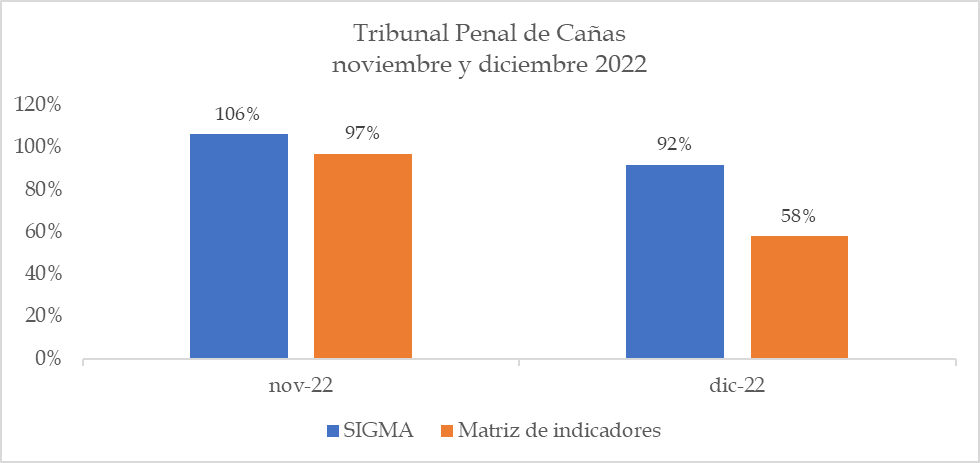 Tribunal Penal de Cañas
noviembre y diciembre 2022
120%
100%
80%
60%
40%
20%
0%
106%
97%
92%
58%
nov-22
dic-22
SIGMA
Matriz de indicadores